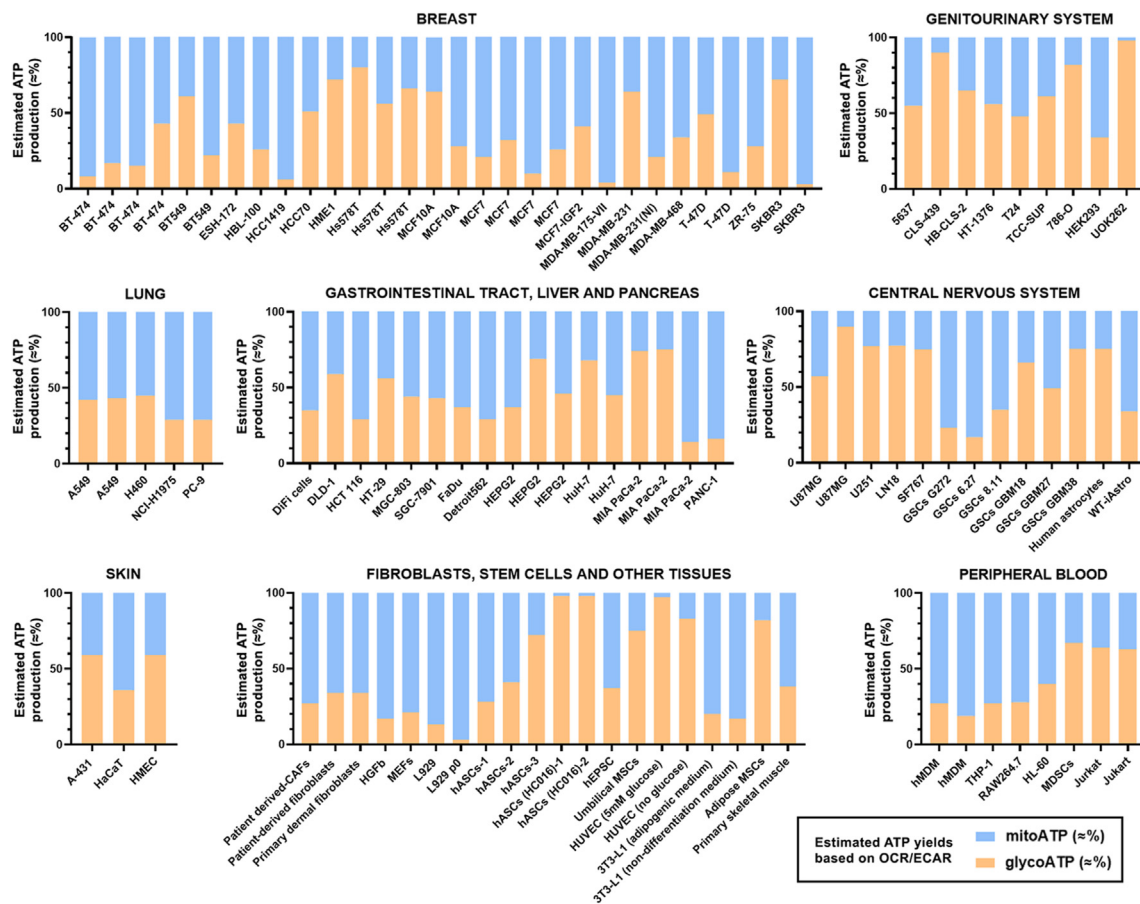 BREAST
Estimated ATP
production (≈%)
100
50
0
BT-474
BT-474
BT-474
BT-474
BT549
BT549
ESH-172
HBL-100
HCC1419
HCC70
HME1
Hs578T
Hs578T
Hs578T
MCF10A
MCF10A
MCF7
MCF7
MCF7
MCF7
MCF7-IGF2
MDA-MB-175-VII
MDA-MB-231
MDA-MB-231(NI)
MDA-MB-468
T-47D
T-47D
ZR-75
SKBR3
SKBR3
GENITOURINARY SYSTEM
Estimated ATP
production (≈%)
100
50
0
5637
CLS-439
HB-CLS-2
HT-1376
T24
TCC-SUP
786-O
HEK293
UOK262
LUNG
Estimated ATP
production (≈%)
100
50
0
A549
A549
H460
NCI-H1975
PC-9
GASTROINTESTINAL TRACT, LIVER AND PANCREAS
Estimated ATP
production (≈%)
100
50
0
DiFi cells
DLD-1
HCT 116
HT-29
MGC-803
SGC-7901
FaDu
Detroit562
HEPG2
HEPG2
HEPG2
HuH-7
HuH-7
MIA PaCa-2
MIA PaCa-2
MIA PaCa-2
PANC-1
CENTRAL NERVOUS SYSTEM
Estimated ATP
production (≈%)
100
50
0
U87MG
U87MG
U251
LN18
SF767
GSCs G272
GSCs 6.27
GSCs 8.11
GSCs GBM18
GSCs GBM27
GSCs GBM38
Human astrocytes
WT-iAstro
SKIN
Estimated ATP
production (≈%)
100
50
0
A-431
HaCaT
HMEC
FIBROBLASTS, STEM CELLS AND OTHER TISSUES
Estimated ATP
production (≈%)
100
50
0
Patient derived-CAFs
Patient-derived fibroblasts
Primary dermal fibroblasts
HGFb
MEFs
L929
L929 p0
hASCs-1
hASCs-2
hASCs-3
hASCs (HC016)-1
hASCs (HC016)-2
hEPSC
Umbilical MSCs
HUVEC (5mM glucose)
HUVEC (no glucose)
3T3-L1 (adipogenic medium)
3T3-L1 (non-differentiation medium)
Adipose MSCs
Primary skeletal muscle
PERIPHERAL BLOOD
Estimated ATP
production (≈%)
100
50
0
hMDM
hMDM
THP-1
RAW264.7
HL-60
MDSCs
Jurkat
Jukart
Estimated ATP yields
based on OCR/ECAR
mitoATP (≈%)
glycoATP (≈%)